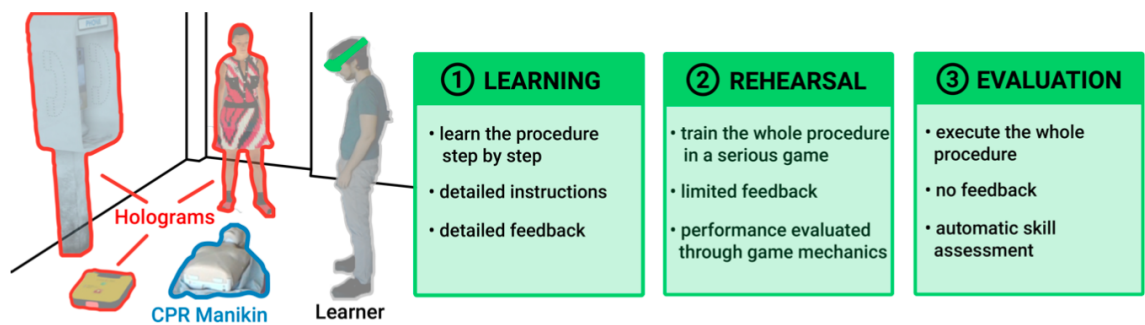 PHONE
Holograms
CPR Manikin
Learner
1 LEARNING
• learn the procedure
step by step
• detailed instructions
• detailed feedback
2 REHEARSAL
• train the whole procedure
in a serious game
• limited feedback
• performance evaluated
through game mechanics
3 EVALUATION
• execute the whole
procedure
• no feedback
• automatic skill
assessment